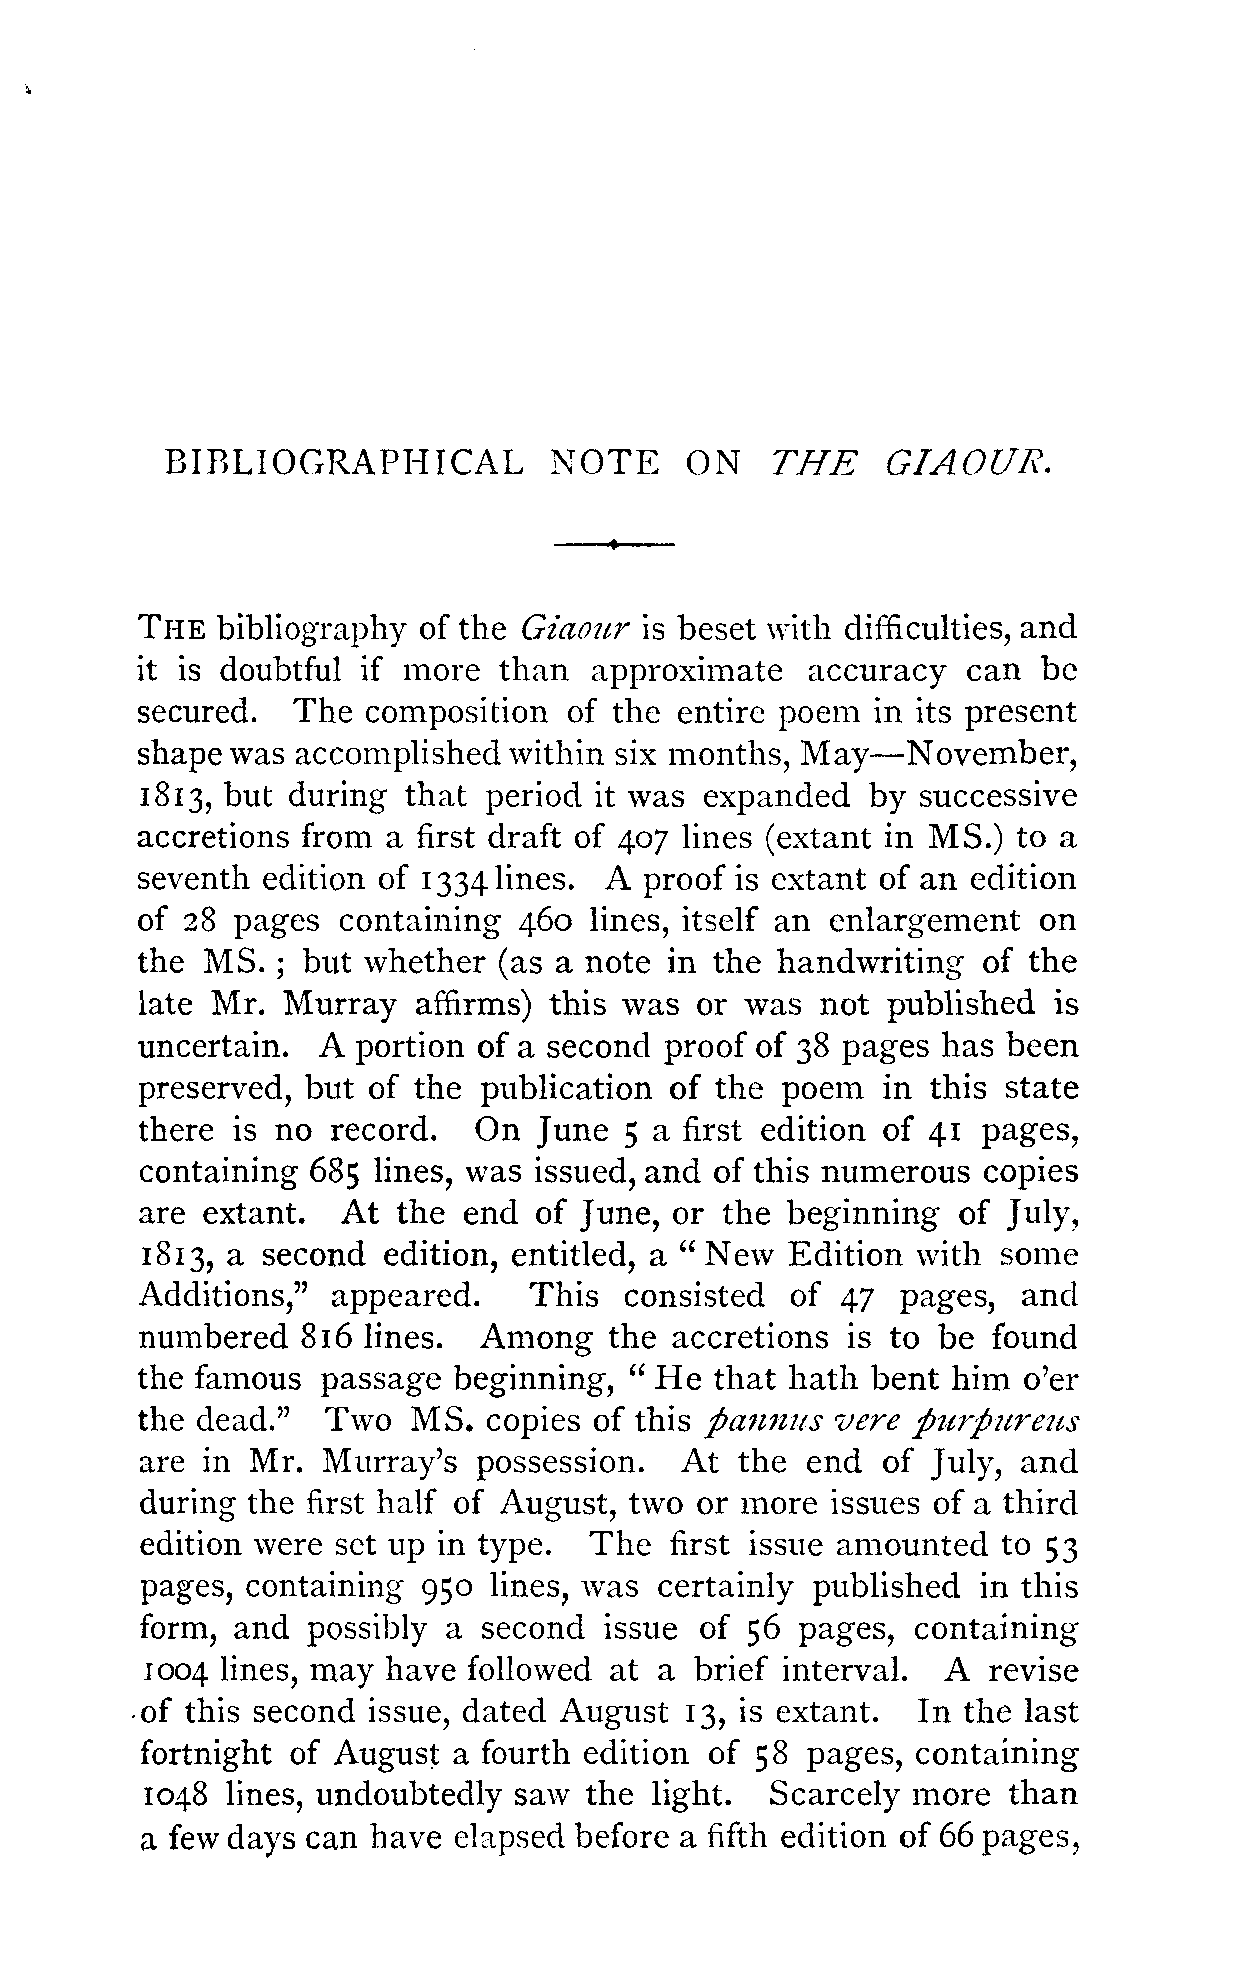 BIBLIOGRAPHICAL NOTE ON THE GIAOUR.
THE bibliography of the Giaour is beset with difficulties, and
it is doubtful if more than approximate accuracy can be
secured. The composition of the entire poem in its present
shape was accomplished within six months, May—November,
1813, but during that period it was expanded by successive
accretions from a first draft of 407 lines (extant in MS.) to a
seventh edition of 1334 lines. A proof is extant of an edition
of 28 pages containing 460 lines, itself an enlargement on
the MS. ; but whether (as a note in the handwriting of the
late Mr. Murray affirms) this was or was not published is
uncertain. A portion of a second proof of 38 pages has been
preserved, but of the publication of the poem in this state
there is no record. On June 5 a first edition of 41 pages,
containing 685 lines, was issued, and of this numerous copies
are extant. At the end of June, or the beginning of July,
1813, a second edition, entitled, a "New Edition with some
Additions," appeared. This consisted of 47 pages, and
numbered 816 lines. Among the accretions is to be found
the famous passage beginning, "He that hath bent him o'er
the dead." Two MS. copies of this pannus vere purpureus
are in Mr. Murray's possession. At the end of July, and
during the first half of August, two or more issues of a third
edition were set up in type. The first issue amounted to 53
pages, containing 950 lines, was certainly published in this
form, and possibly a second issue of 56 pages, containing
1004 lines, may have followed at a brief interval. A revise
of this second issue, dated August 13, is extant. In the last
fortnight of August a fourth edition of 58 pages, containing
1048 lines, undoubtedly saw the light. Scarcely more than
a few days can have elapsed before a fifth edition of 66 pages,